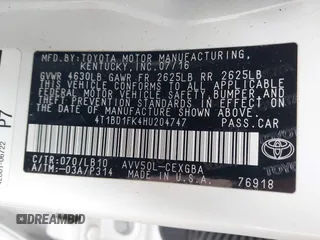 MFD. BY: TOYOTA MOTOR MANUFACTURING,
KENTUCKY, INC. 07/16
GVWR 4630LB GAWR FR 2625LB RR 2625LB
THIS VEHICLE CONFORMS TO ALL APPLICABLE
FEDERAL MOTOR VEHICLE SAFETY, BUMPER, AND
THEFT PREVENTION STANDARDS IN EFFECT ON
THE DATE OF MANUFACTURE SHOWN ABOVE.
4T1BD1FK4HU204747 PASS.CAR
C/TR: 070/LB10 AVV50L-CEXGBA
A/TM: -03A/P314 MADE IN U.S.A.
TOYOTA
76918
P7
DREAMBID